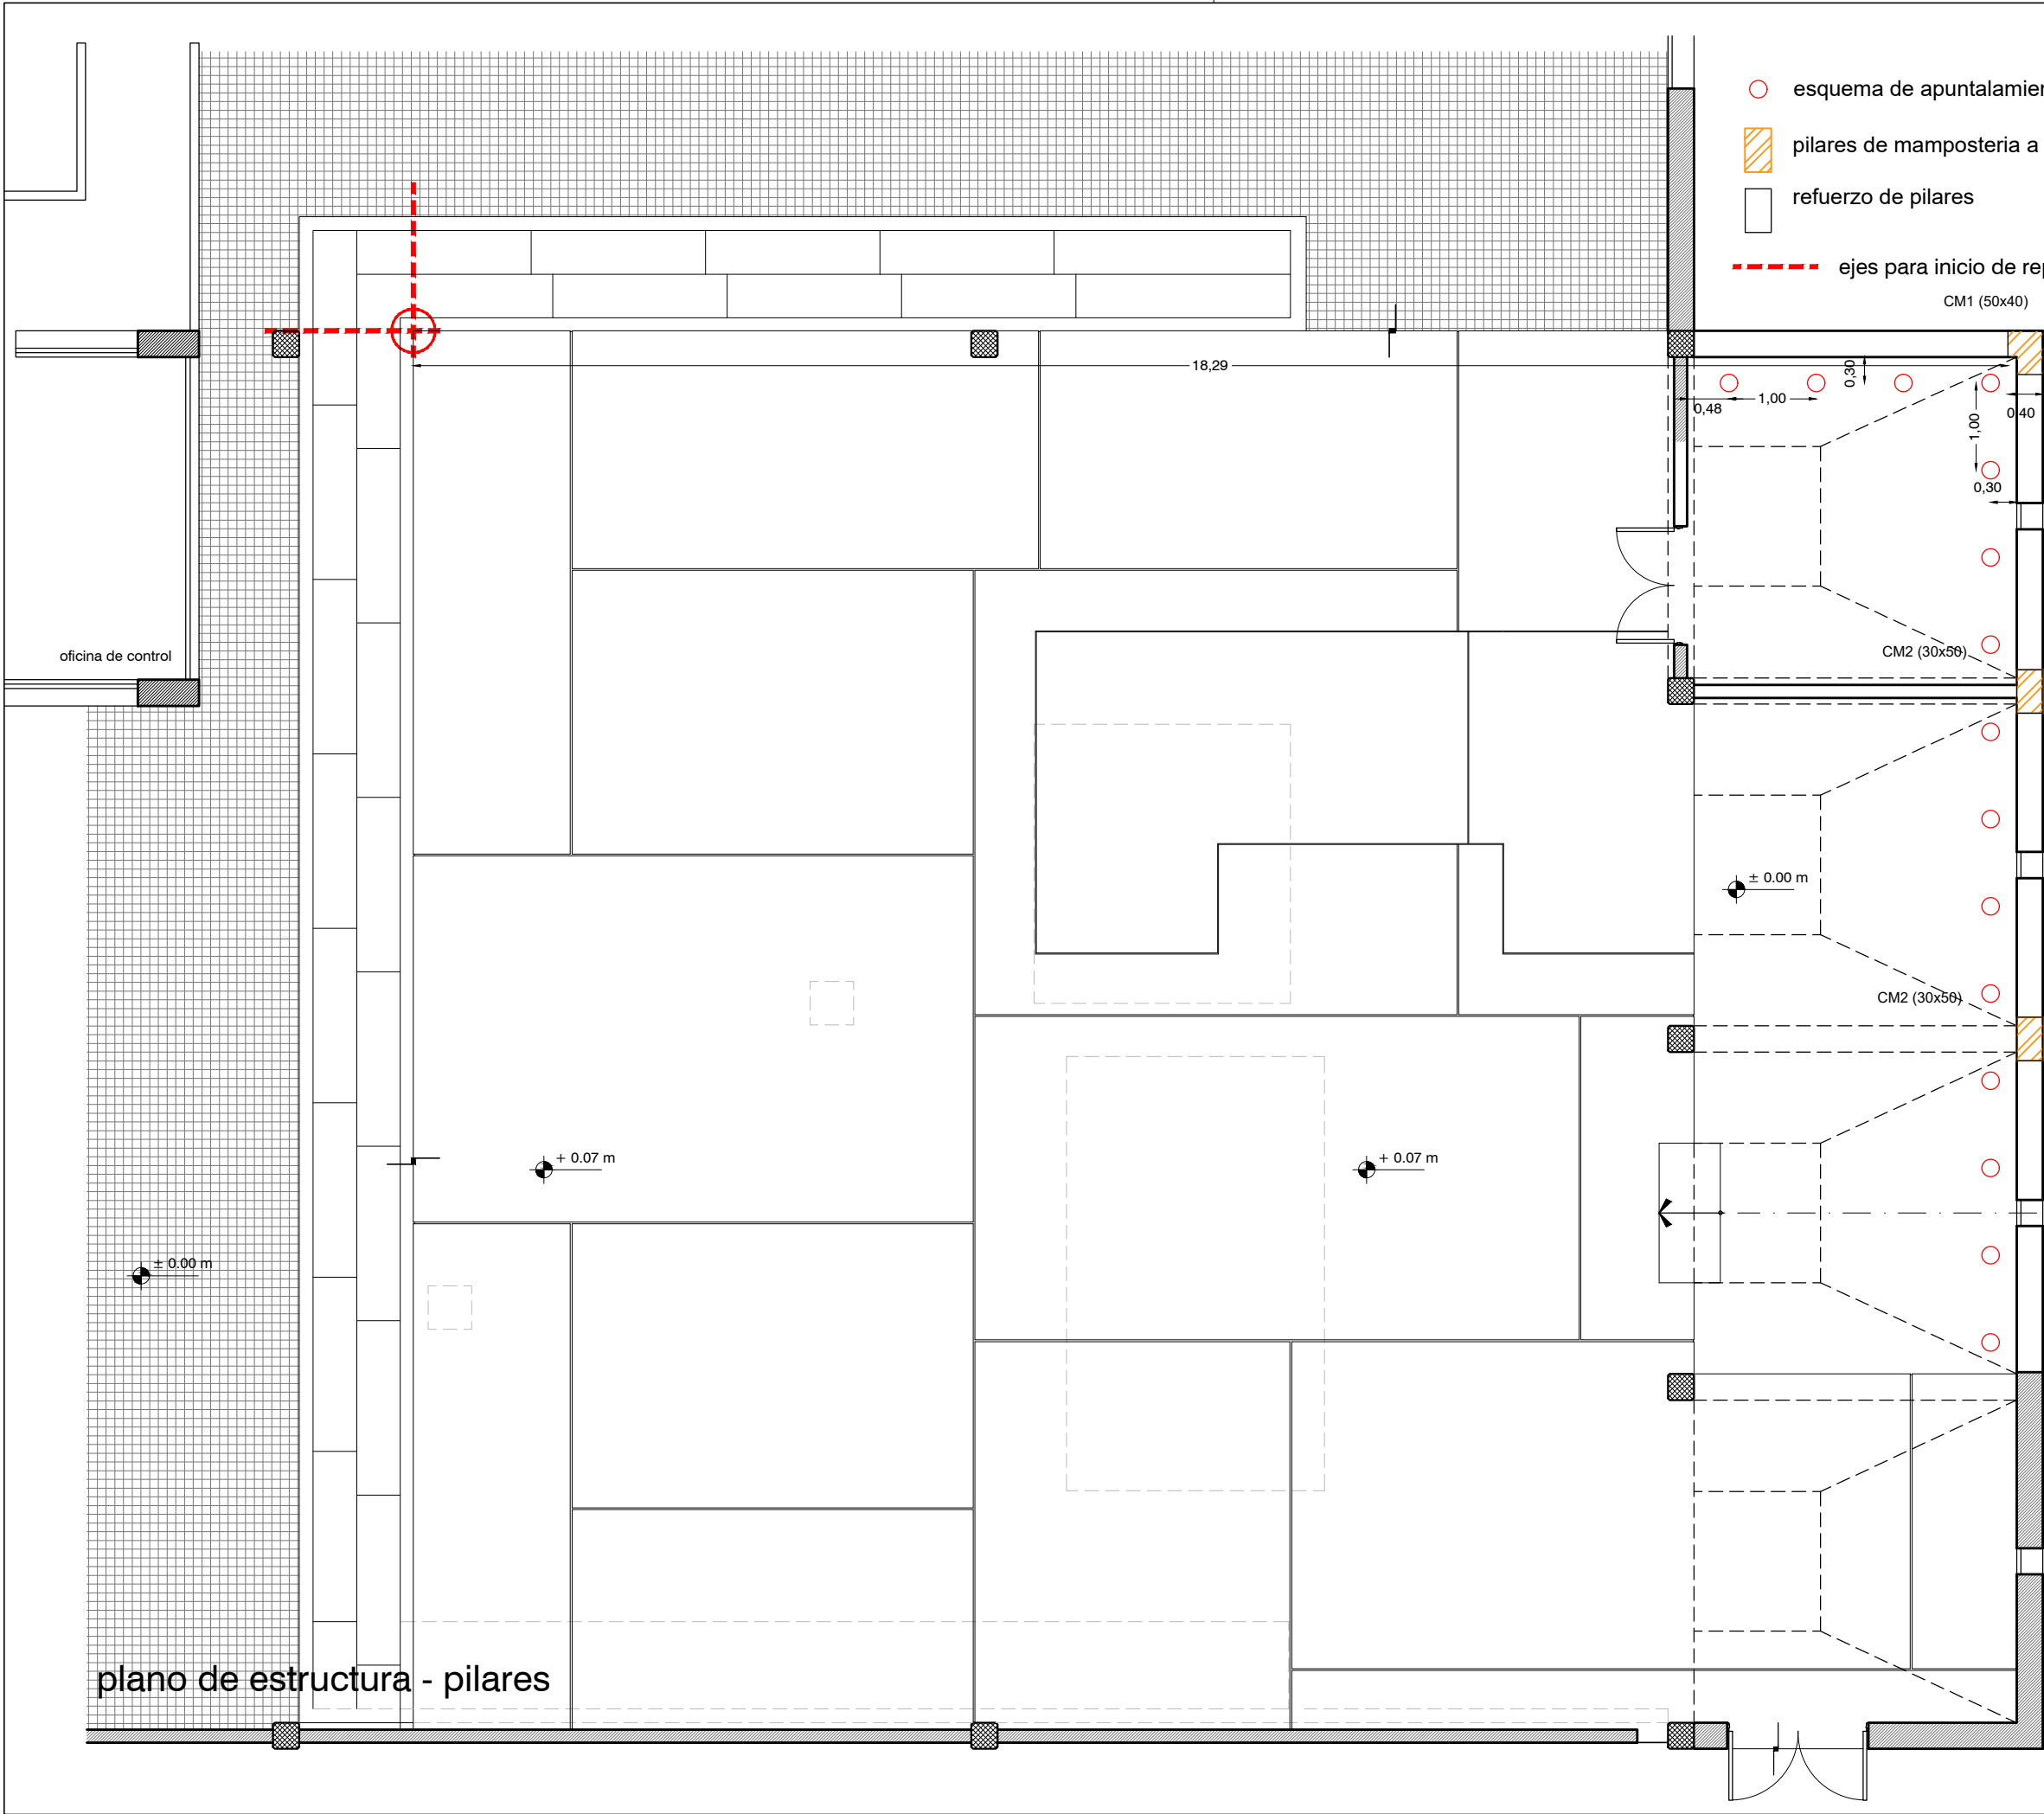 esquema de apuntalamien
pilares de mamposteria a
refuerzo de pilares
ejes para inicio de rep
CM1 (50x40)
18,29
0,30
0,48
1,00
0,40
1,00
0,30
oficina de control
CM2 (30x50)
± 0.00 m
CM2 (30x50)
+ 0.07 m
+ 0.07 m
± 0.00 m
plano de estructura - pilares